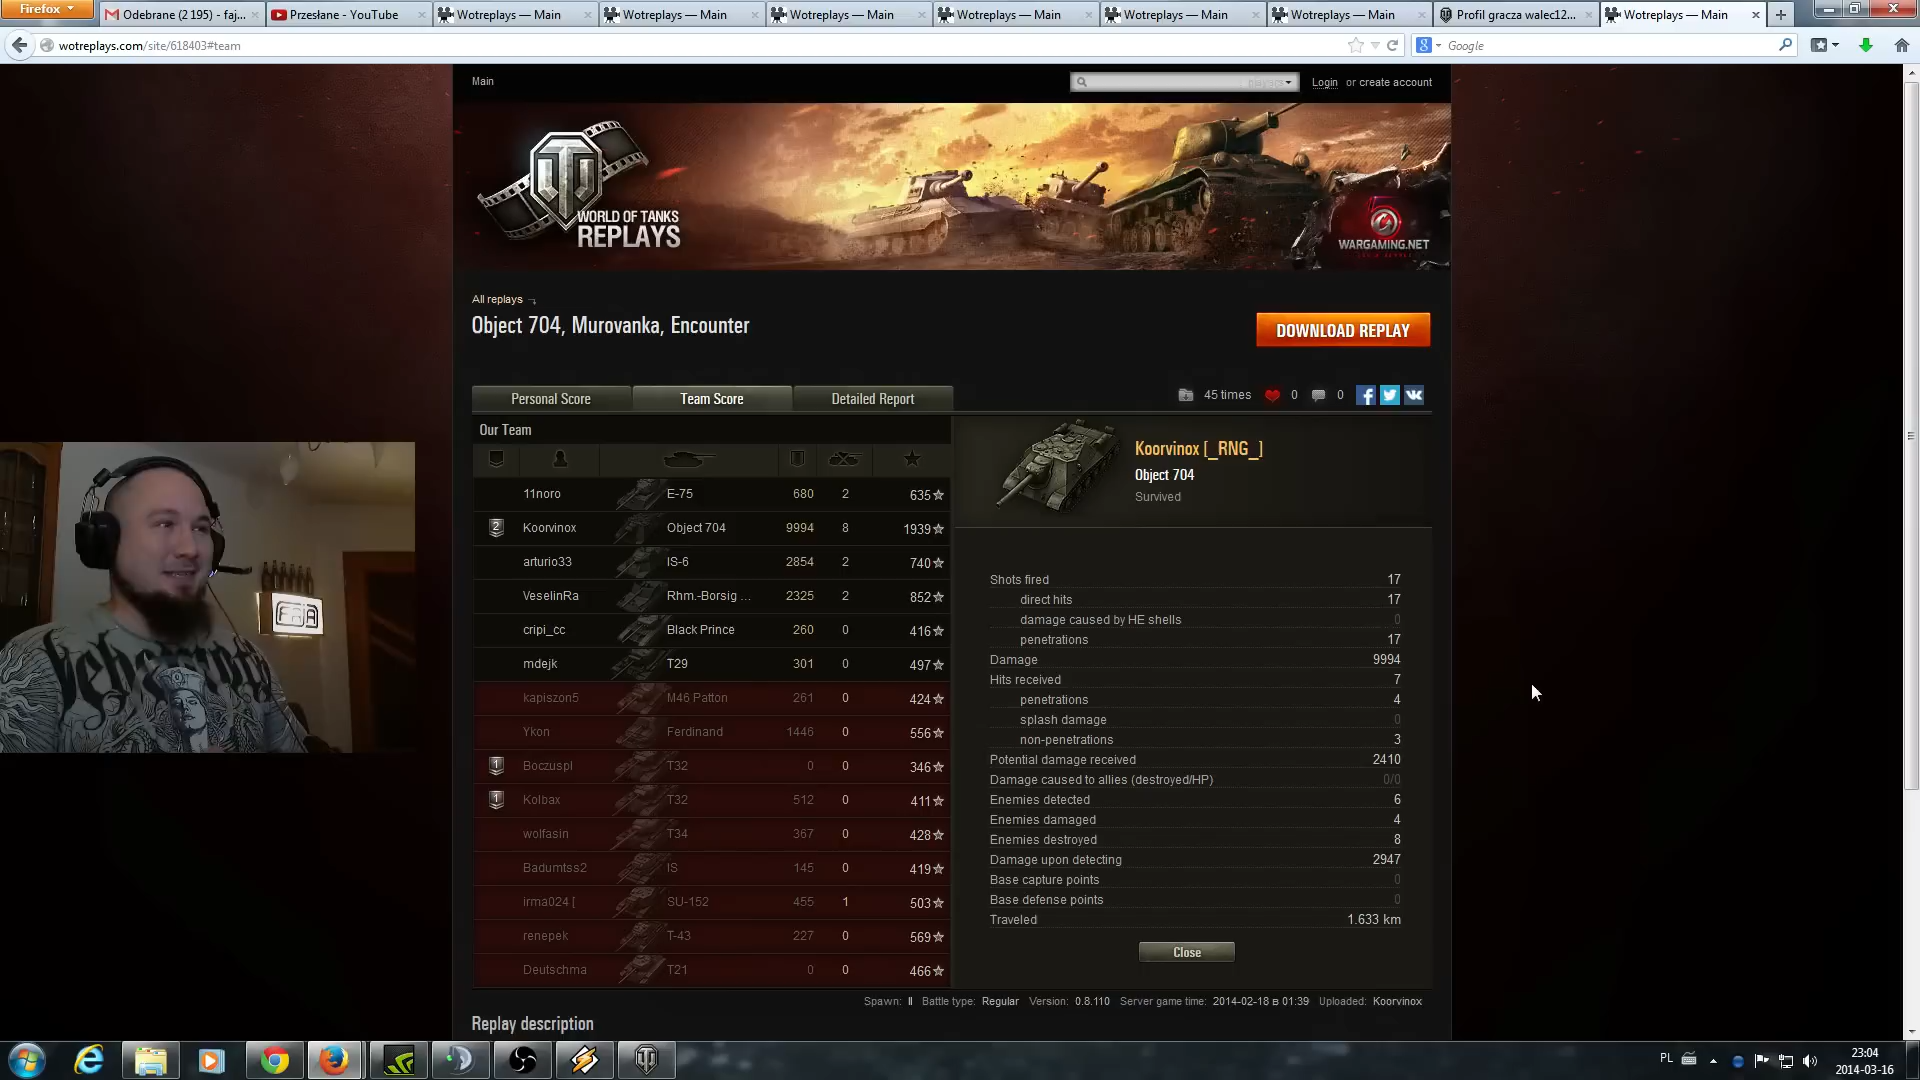 Firefox
Odebrane (2 195) - faj...
Przesłane - YouTube
Wotreplays — Main
Wotreplays — Main
Wotreplays — Main
Wotreplays — Main
Wotreplays — Main
Wotreplays — Main
Profil gracza walec12...
Wotreplays — Main
wotreplays.com/site/618403#team
Google
Main
Login or create account
WORLD OF TANKS
REPLAYS
WARGAMING.NET
All replays
Object 704, Murovanka, Encounter
DOWNLOAD REPLAY
Personal Score
Team Score
Detailed Report
45 times
0
0
Our Team
11noro E-75 680 2 635
2 Koorvinox Object 704 9994 8 1939
arturio33 IS-6 2854 2 740
VeselinRa Rhm.-Borsig ... 2325 2 852
cripi_cc Black Prince 260 0 416
mdejk T29 301 0 497
kapiszon5 M46 Patton 261 0 424
Ykon Ferdinand 1446 0 556
1 Boczuspl T32 0 0 346
1 Kolbax T32 512 0 411
wolfasin T34 367 0 428
Badumtss2 IS 145 0 419
irma024 [ SU-152 455 1 503
renepek T-43 227 0 569
Deutschma T21 0 0 466
Koorvinox [_RNG_]
Object 704
Survived
Shots fired 17
direct hits 17
damage caused by HE shells 0
penetrations 17
Damage 9994
Hits received 7
penetrations 4
splash damage 0
non-penetrations 3
Potential damage received 2410
Damage caused to allies (destroyed/HP) 0/0
Enemies detected 6
Enemies damaged 4
Enemies destroyed 8
Damage upon detecting 2947
Base capture points 0
Base defense points 0
Traveled 1.633 km
Close
Spawn: II Battle type: Regular Version: 0.8.110 Server game time: 2014-02-18 в 01:39 Uploaded: Koorvinox
Replay description
PL
23:04
2014-03-16